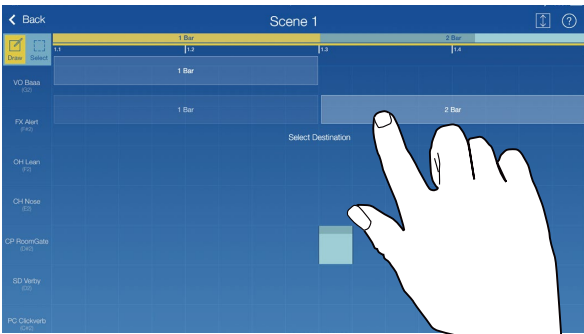 Back
Scene 1
?
1 Bar
2 Bar
Draw
Select
1.1
1.2
1.3
1.4
1 Bar
VO Baaa
(G2)
1 Bar
2 Bar
FX Alert
(F#2)
Select Destination
OH Lean
(F2)
CH Nose
(E2)
CP RoomGate
(D#2)
SD Verby
(D2)
PC Clickverb
(C#2)